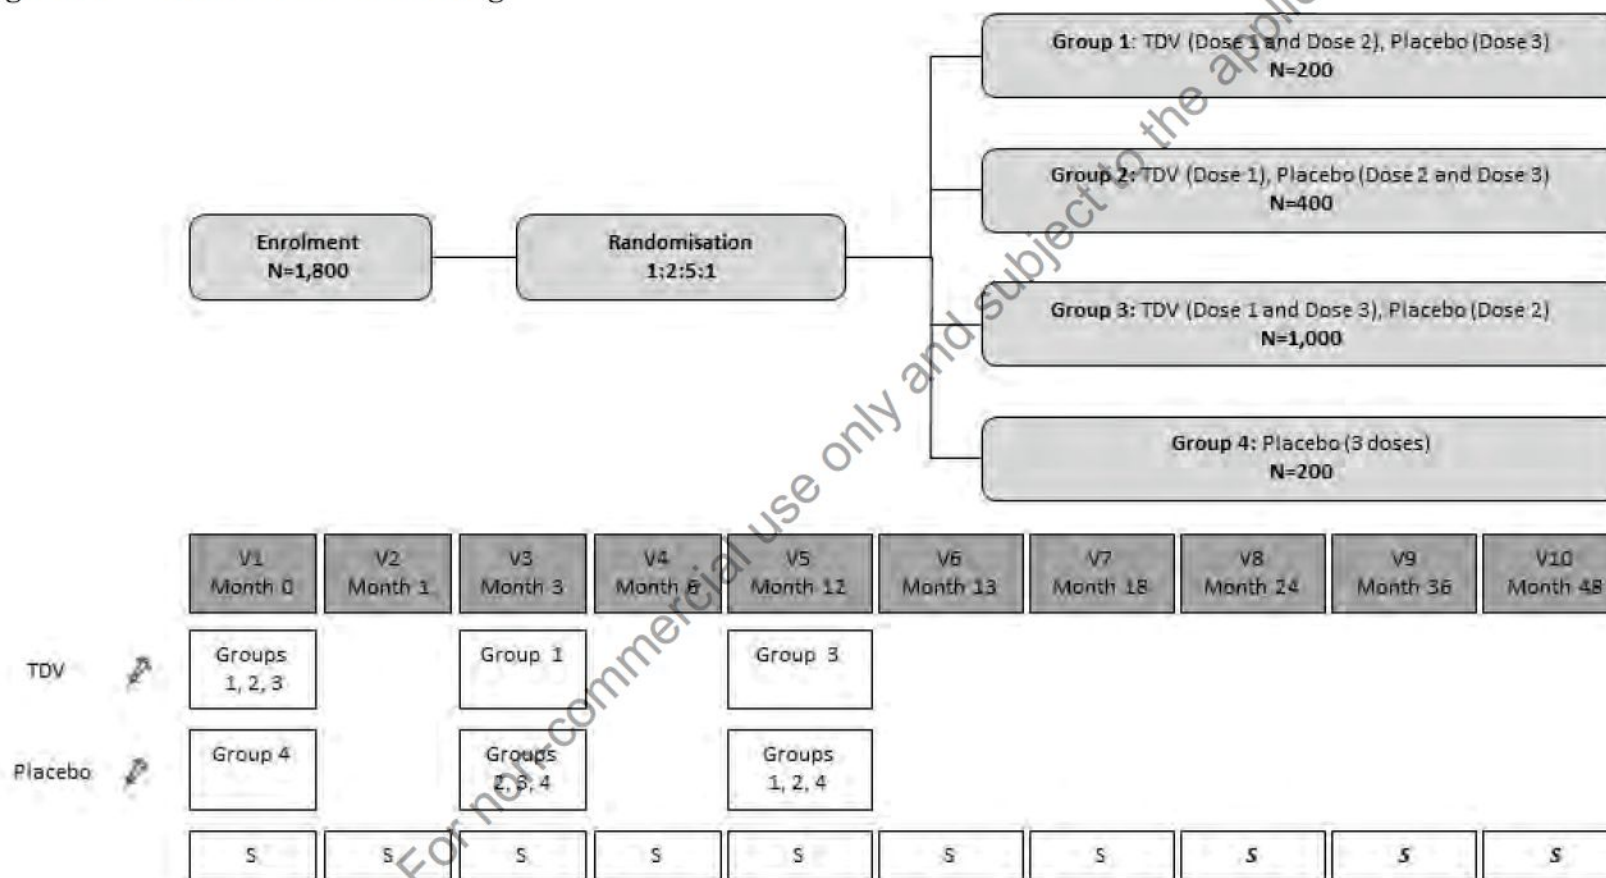 Group 1: TDV (Dose 1 and Dose 2), Placebo (Dose 3)
N=200
Group 2: TDV (Dose 1), Placebo (Dose 2 and Dose 3)
N=400
Enrolment
N=1,800
Randomisation
1:2:5:1
Group 3: TDV (Dose 1 and Dose 3), Placebo (Dose 2)
N=1,000
Group 4: Placebo (3 doses)
N=200
V1
Month 0
V2
Month 1
V3
Month 3
V4
Month 6
V5
Month 12
V6
Month 13
V7
Month 18
V8
Month 24
V9
Month 36
V10
Month 48
TDV
Groups
1, 2, 3
Group 1
Group 3
Placebo
Group 4
Groups
2, 3, 4
Groups
1, 2, 4
S S S S S S S S S S
For non-commercial use only and subject to the